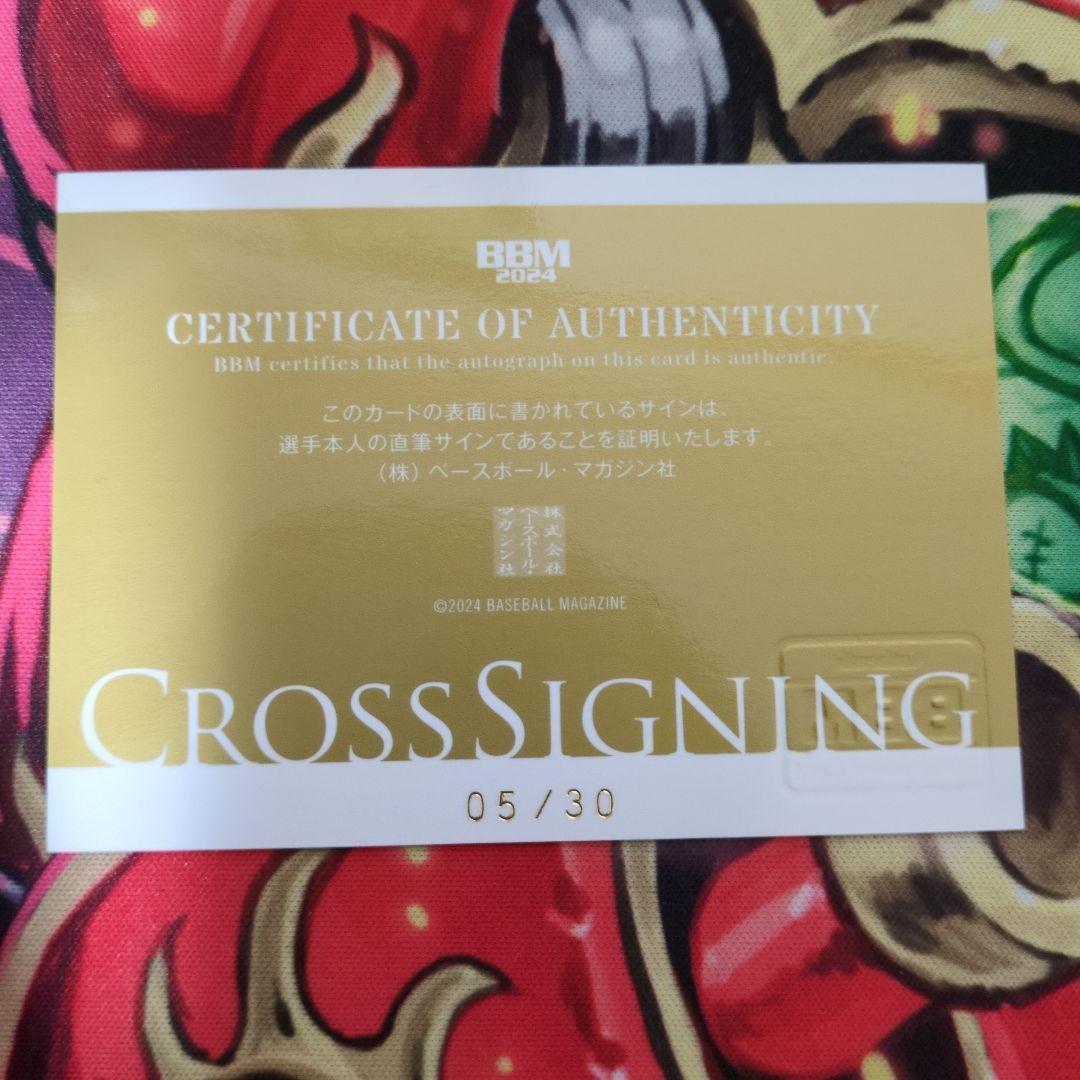 BBM
2024
CERTIFICATE OF AUTHENTICITY
BBM certifies that the autograph on this card is authentic.
このカードの表面に書かれているサインは、
選手本人の直筆サインであることを証明いたします。
（株）ベースボール・マガジン社
株式会社
ベースボール・
マガジン社
©2024 BASEBALL MAGAZINE
CROSSSIGNING
BBM
05/30